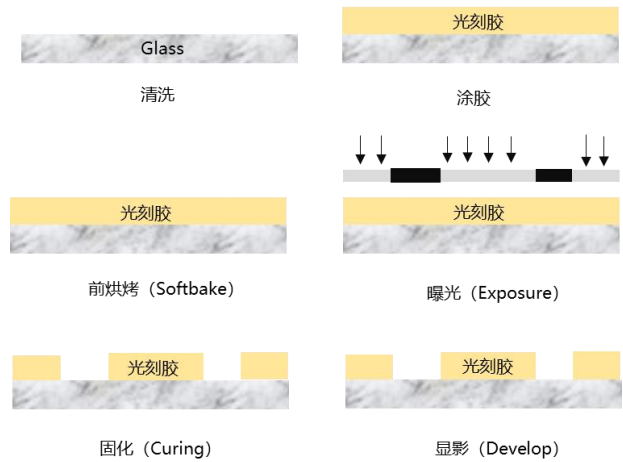 Glass
清洗
光刻胶
涂胶
光刻胶
前烘烤（Softbake）
光刻胶
曝光（Exposure）
光刻胶
固化（Curing）
光刻胶
显影（Develop）